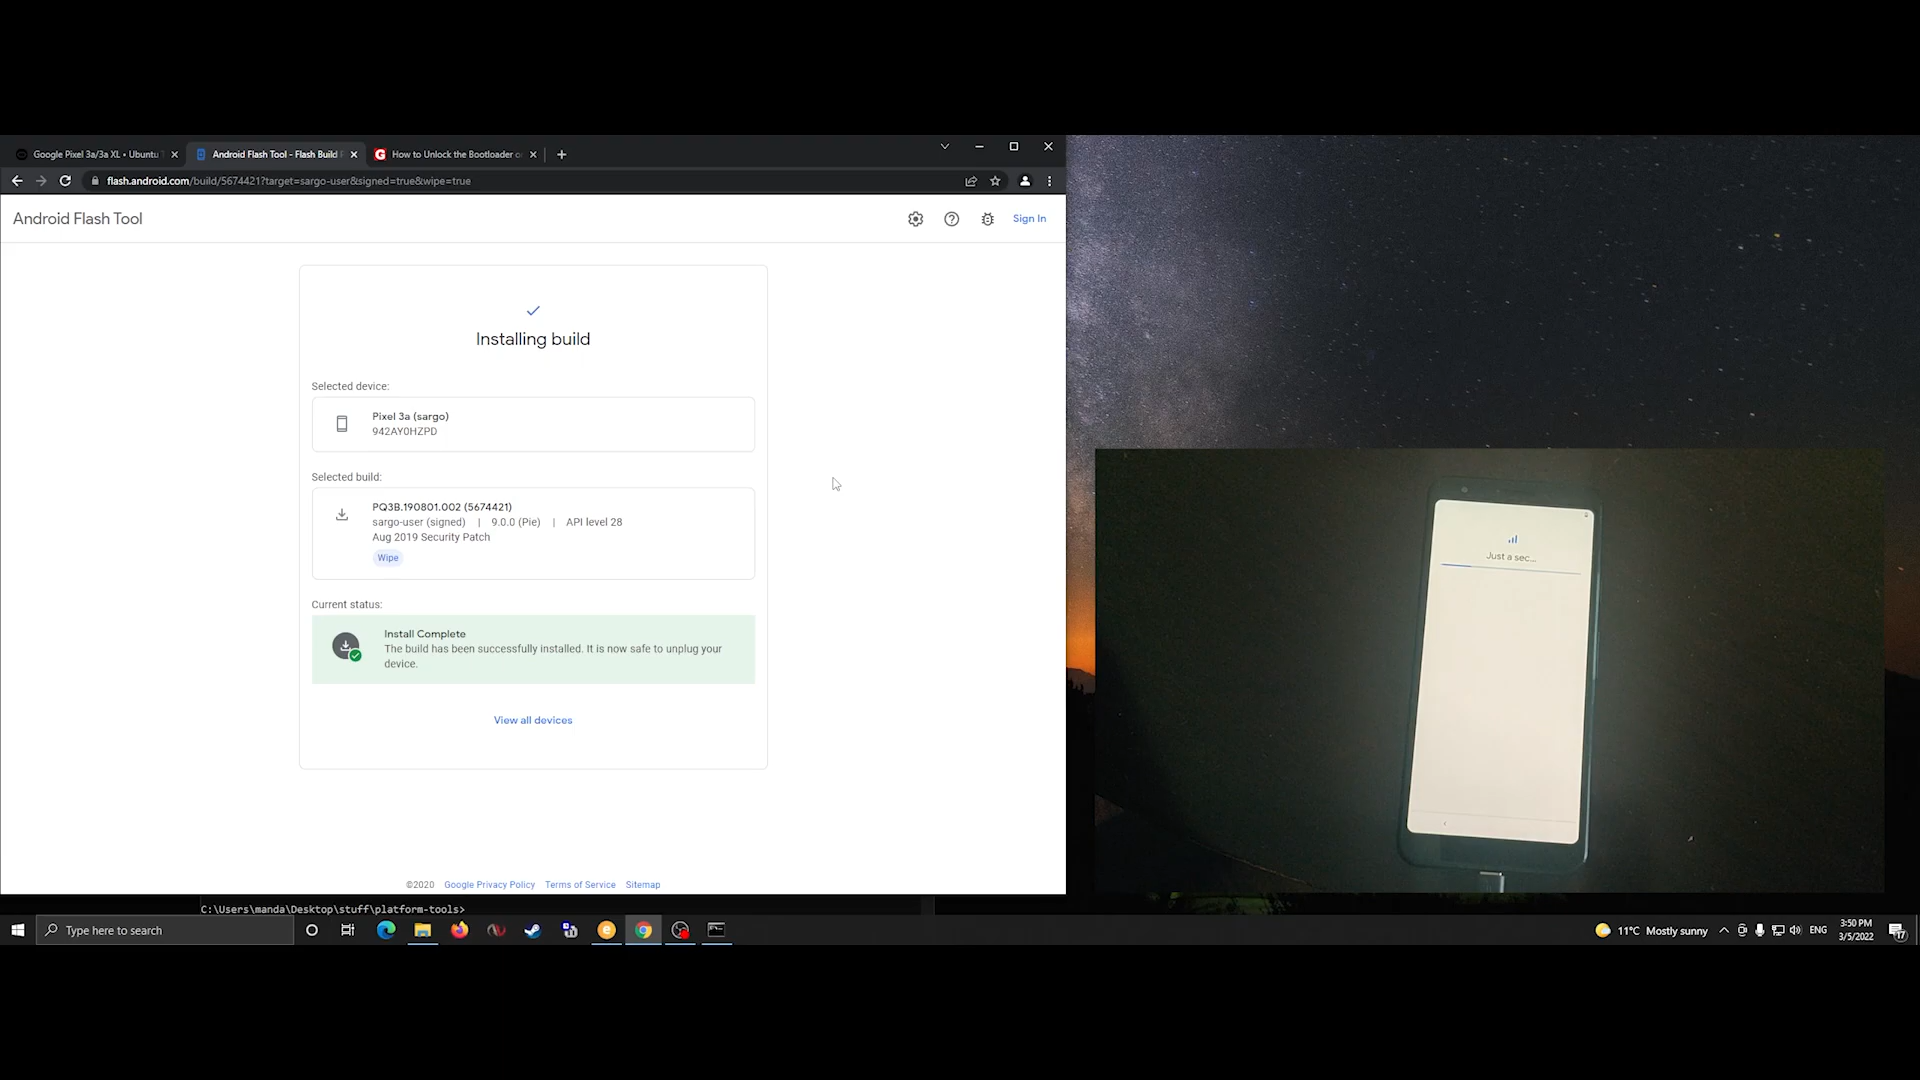 Google Pixel 3a/3a XL • Ubuntu
Android Flash Tool - Flash Build
How to Unlock the Bootloader
flash.android.com/build/5674421?target=sargo-user&signed=true&wipe=true
Android Flash Tool
Sign In
Installing build
Selected device:
Pixel 3a (sargo)
942AY0HZPD
Selected build:
PQ3B.190801.002 (5674421)
sargo-user (signed) | 9.0.0 (Pie) | API level 28
Aug 2019 Security Patch
Wipe
Current status:
Install Complete
The build has been successfully installed. It is now safe to unplug your
device.
View all devices
©2020 Google Privacy Policy Terms of Service Sitemap
Just a sec...
C:\Users\manda\Desktop\stuff\platform-tools>
Type here to search
11°C Mostly sunny
ENG
3:50 PM
3/5/2022
17